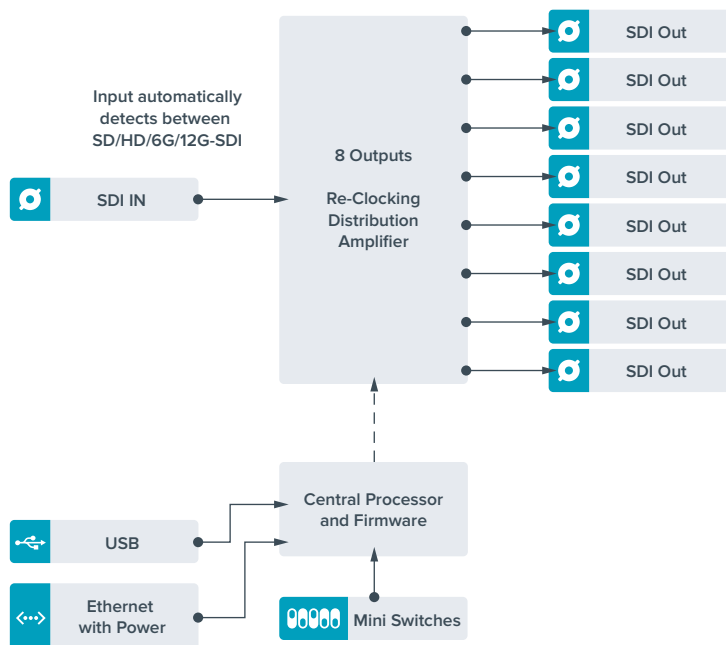 SDI Out
SDI Out
Input automatically
detects between
SD/HD/6G/12G-SDI
SDI Out
8 Outputs
SDI Out
SDI IN
Re-Clocking
Distribution
Amplifier
SDI Out
SDI Out
SDI Out
SDI Out
Central Processor
and Firmware
USB
Ethernet
with Power
Mini Switches